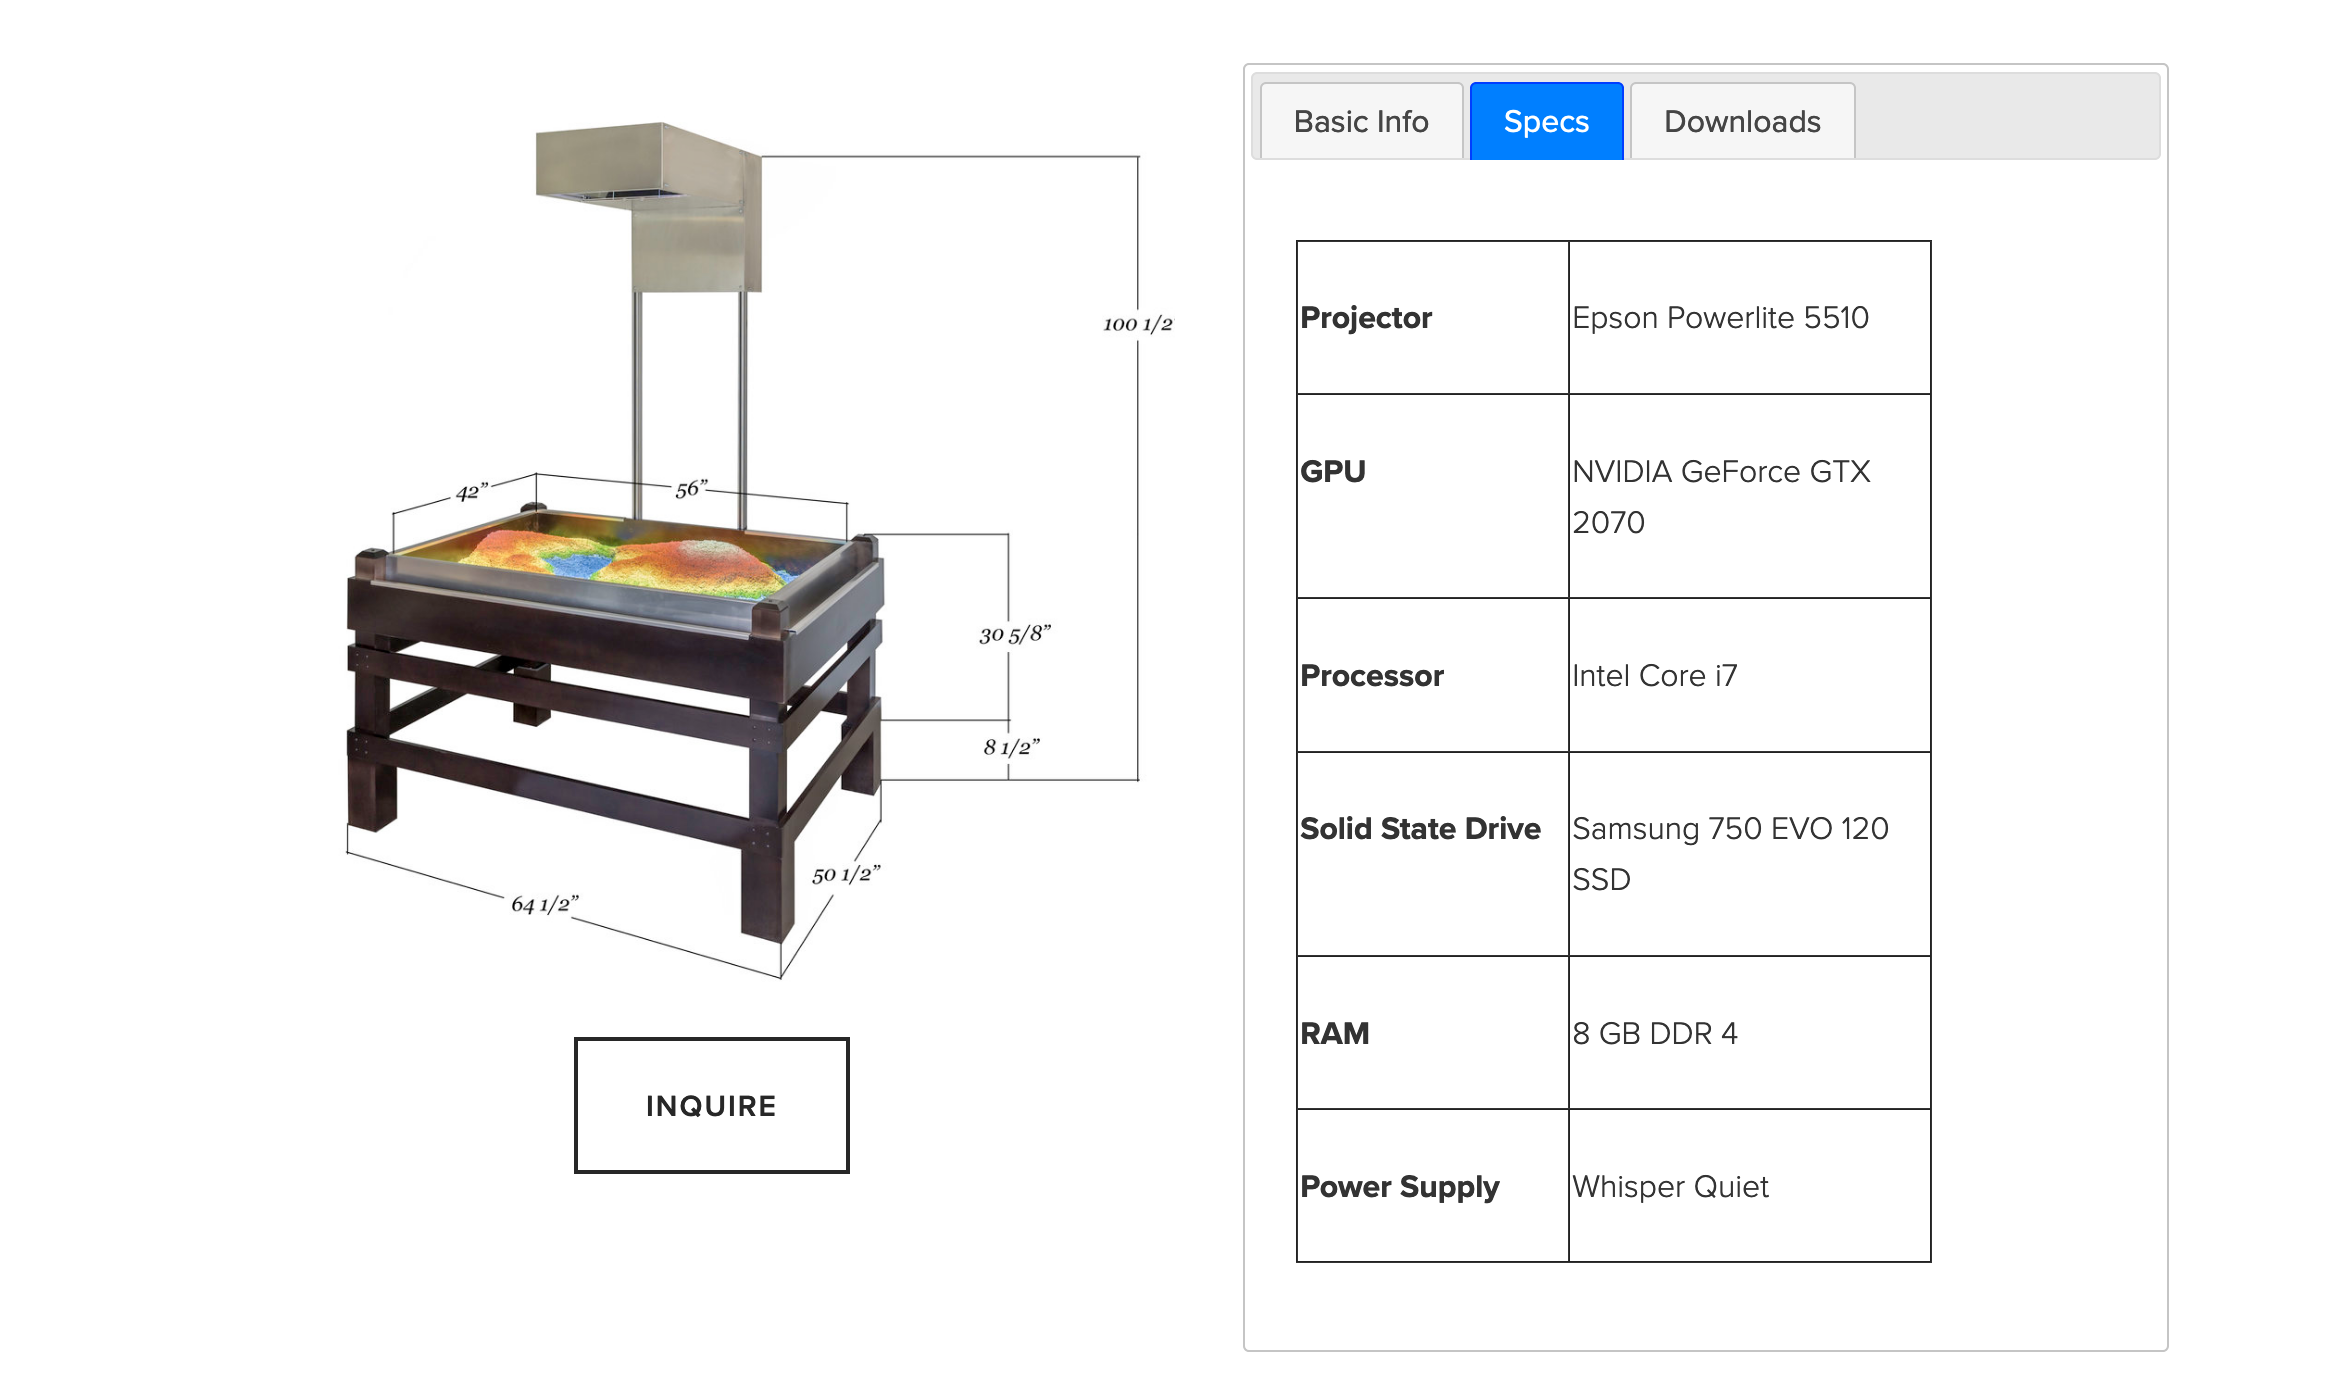 100 1/2
42”
56”
30 5/8”
8 1/2”
50 1/2”
64 1/2”
INQUIRE
Basic Info
Specs
Downloads
Projector
Epson Powerlite 5510
GPU
NVIDIA GeForce GTX
2070
Processor
Intel Core i7
Solid State Drive
Samsung 750 EVO 120
SSD
RAM
8 GB DDR 4
Power Supply
Whisper Quiet